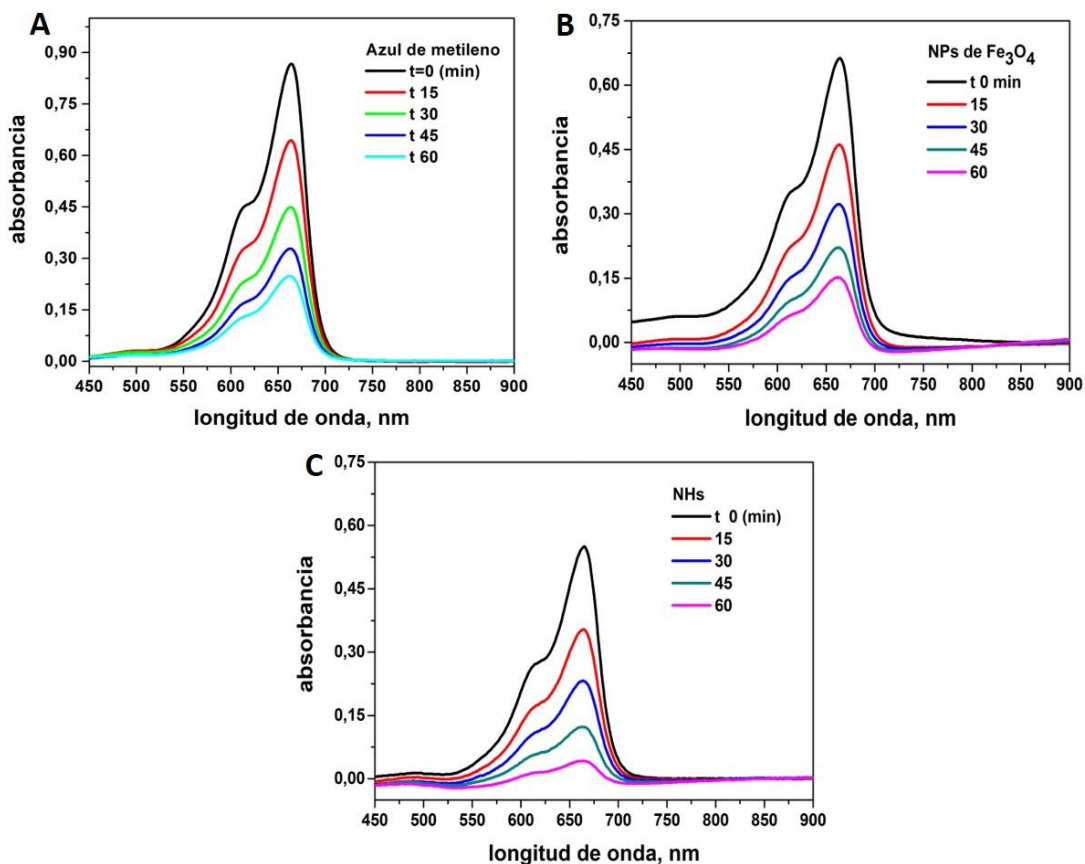 A
0,90
0,75
0,60
0,45
0,30
0,15
0,00
absorbancia
Azul de metileno
t=0 (min)
t 15
t 30
t 45
t 60
450 500 550 600 650 700 750 800 850 900
longitud de onda, nm
B
0,75
0,60
0,45
0,30
0,15
0,00
absorbancia
NPs de Fe₃O₄
t 0 min
15
30
45
60
450 500 550 600 650 700 750 800 850 900
longitud de onda, nm
C
0,75
0,60
0,45
0,30
0,15
0,00
absorbancia
NHs
t 0 (min)
15
30
45
60
450 500 550 600 650 700 750 800 850 900
longitud de onda, nm